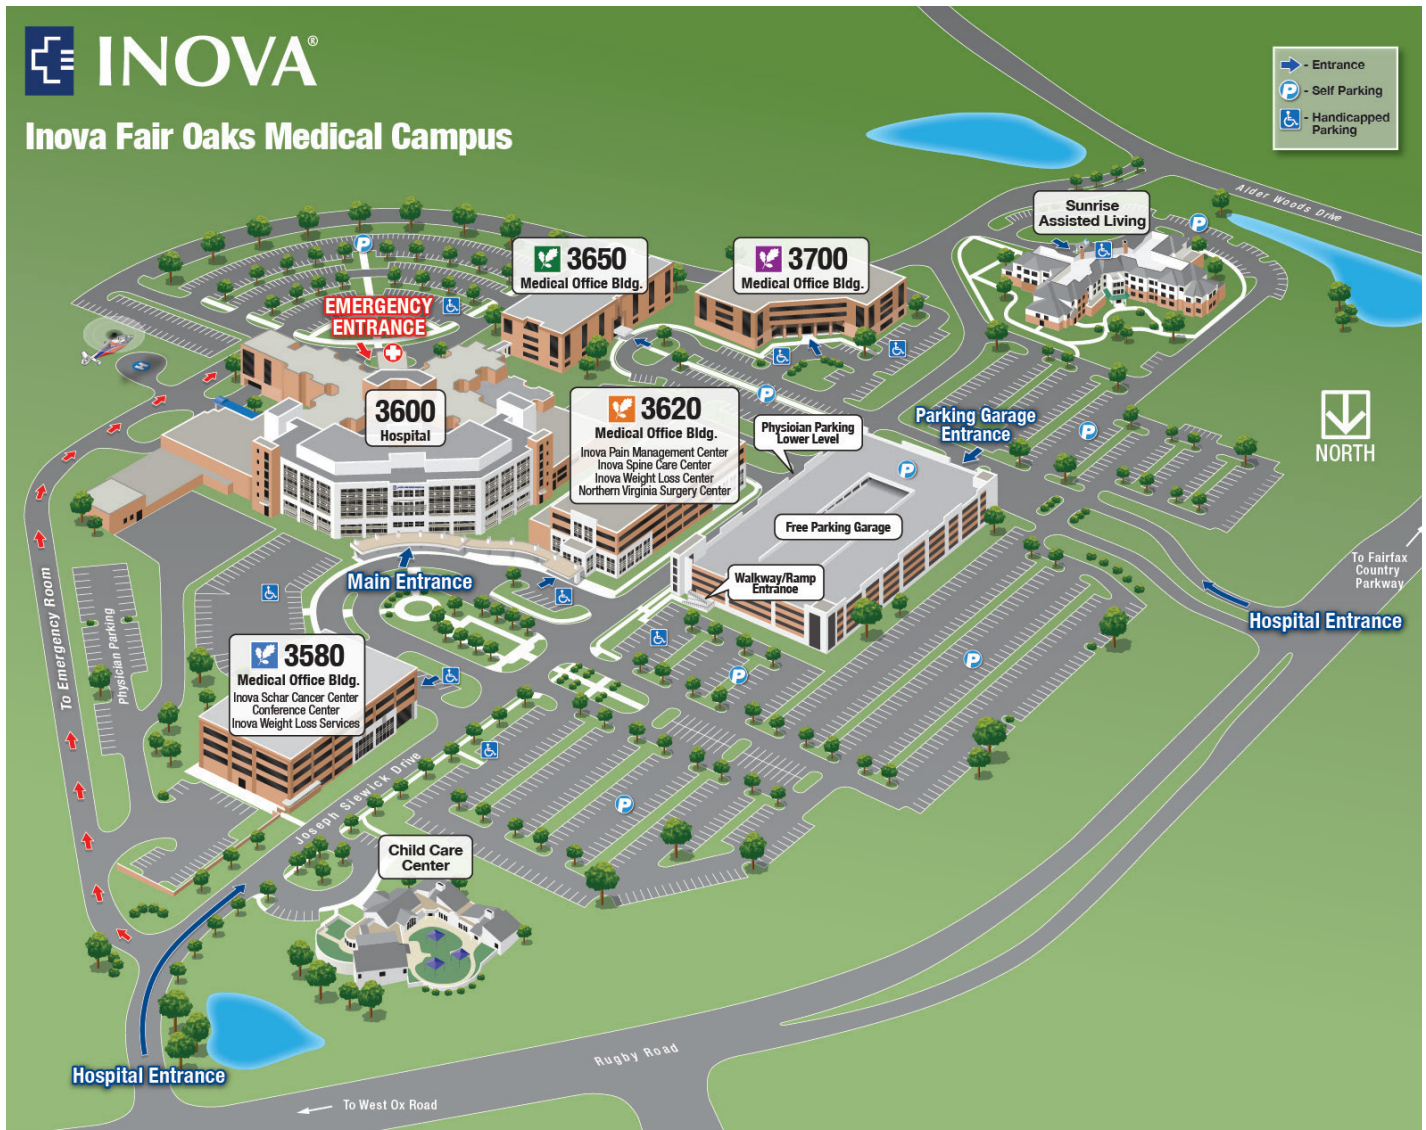 INOVA®
Inova Fair Oaks Medical Campus
- Entrance
P - Self Parking
- Handicapped
Parking
Alder Woods Drive
Sunrise
Assisted Living
P
P
3650
Medical Office Bldg.
3700
Medical Office Bldg.
EMERGENCY
ENTRANCE
H
3600
Hospital
3620
Medical Office Bldg.
Inova Pain Management Center
Inova Spine Care Center
Inova Weight Loss Center
Northern Virginia Surgery Center
P
Physician Parking
Lower Level
Parking Garage
Entrance
P
P
NORTH
Free Parking Garage
To Fairfax
Country
Parkway
Main Entrance
Walkway/Ramp
Entrance
Hospital Entrance
To Emergency Room
Physician Parking
3580
Medical Office Bldg.
Inova Schar Cancer Center
Conference Center
Inova Weight Loss Services
P
P
P
Joseph Siewick Drive
Child Care
Center
Rugby Road
Hospital Entrance
To West Ox Road